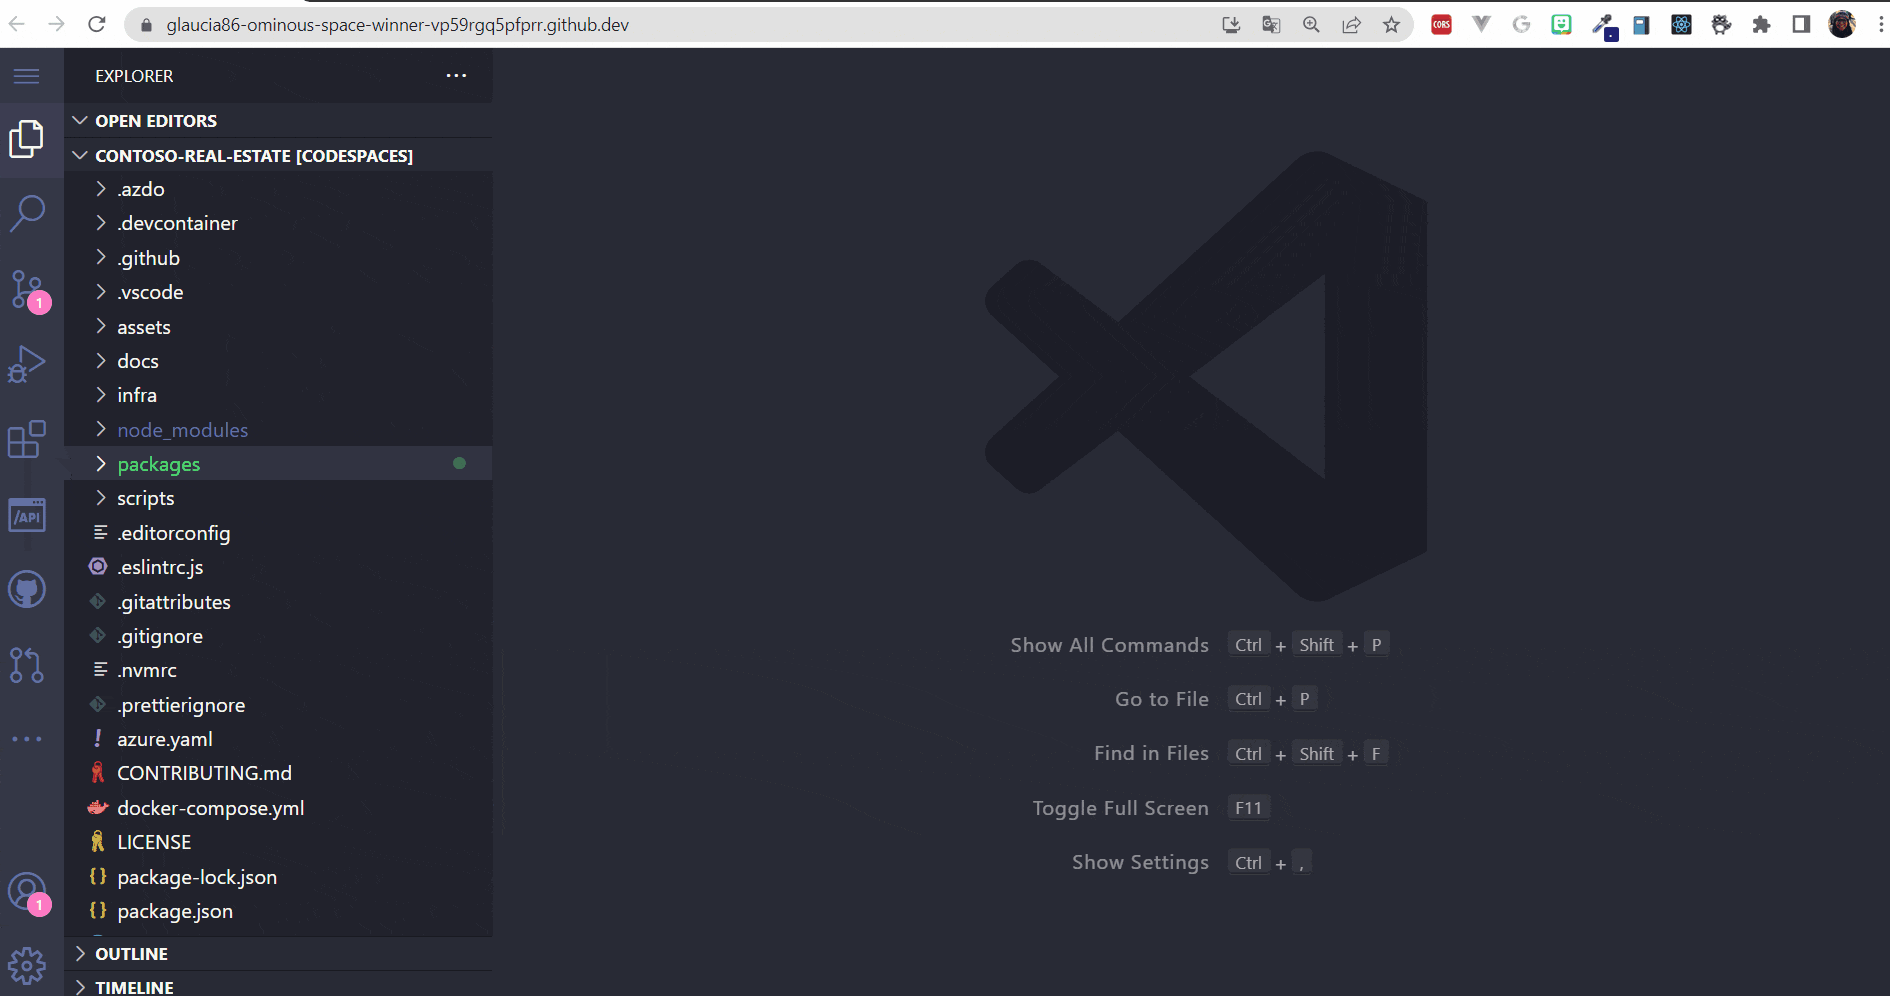 glaucia86-ominous-space-winner-vp59rgq5pfprr.github.dev
CORS
EXPLORER
OPEN EDITORS
CONTOSO-REAL-ESTATE [CODESPACES]
.azdo
.devcontainer
.github
.vscode
assets
docs
infra
node_modules
packages
scripts
.editorconfig
.eslintrc.js
.gitattributes
.gitignore
.nvmrc
.prettierignore
azure.yaml
CONTRIBUTING.md
docker-compose.yml
LICENSE
package-lock.json
package.json
OUTLINE
TIMELINE
1
/API
1
Show All Commands Ctrl + Shift + P
Go to File Ctrl + P
Find in Files Ctrl + Shift + F
Toggle Full Screen F11
Show Settings Ctrl + ,